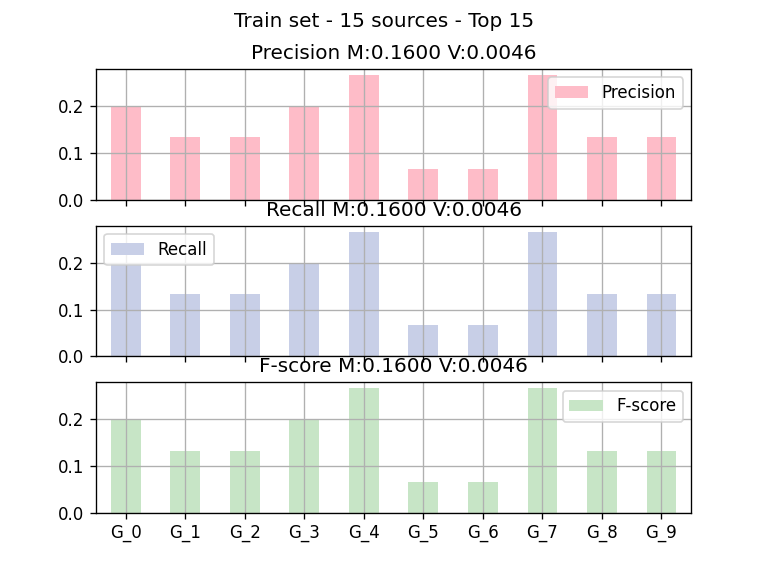 Train set - 15 sources - Top 15
Precision M:0.1600 V:0.0046
Precision
0.2
0.1
0.0
Recall M:0.1600 V:0.0046
Recall
0.2
0.1
0.0
F-score M:0.1600 V:0.0046
F-score
0.2
0.1
0.0
G_0 G_1 G_2 G_3 G_4 G_5 G_6 G_7 G_8 G_9